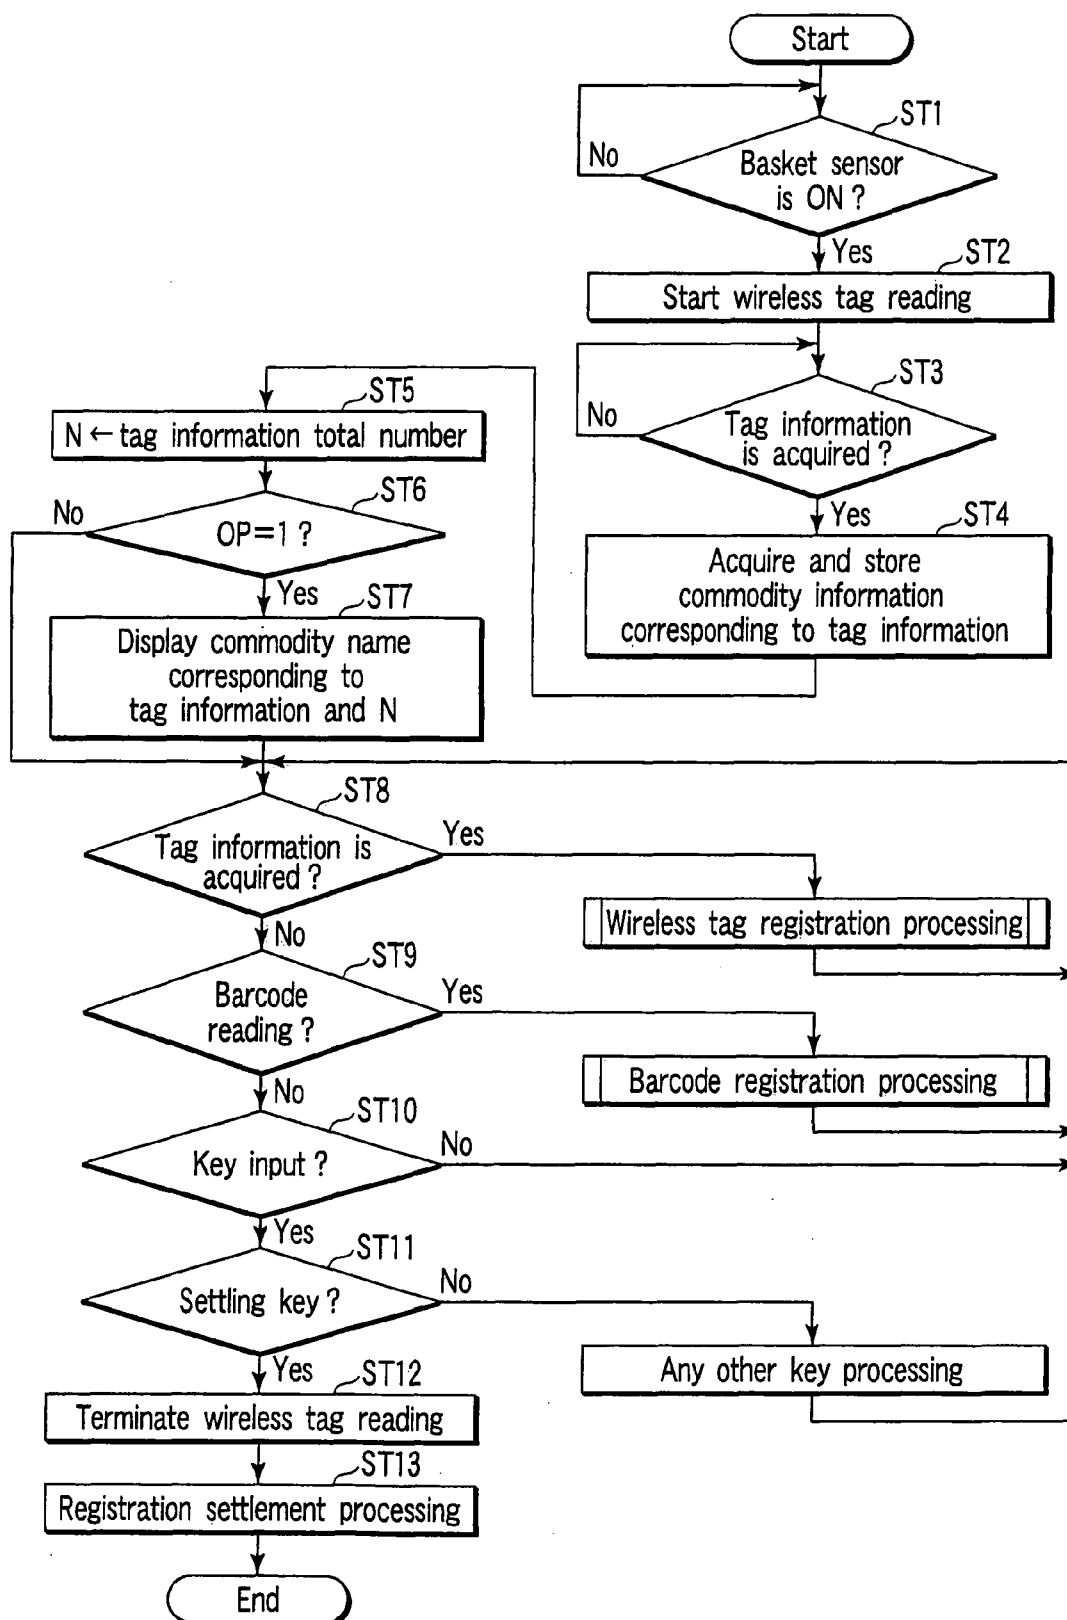 Start
ST1
Basket sensor
is ON ?
No
Yes
ST2
Start wireless tag reading
ST3
Tag information
is acquired ?
No
Yes
ST4
Acquire and store
commodity information
corresponding to tag information
ST5
N ← tag information total number
ST6
OP=1 ?
No
Yes
ST7
Display commodity name
corresponding to
tag information and N
ST8
Tag information is
acquired ?
Yes
Wireless tag registration processing
No
ST9
Barcode
reading ?
Yes
Barcode registration processing
No
ST10
Key input ?
No
Yes
ST11
Settling key ?
No
Any other key processing
Yes
ST12
Terminate wireless tag reading
ST13
Registration settlement processing
End